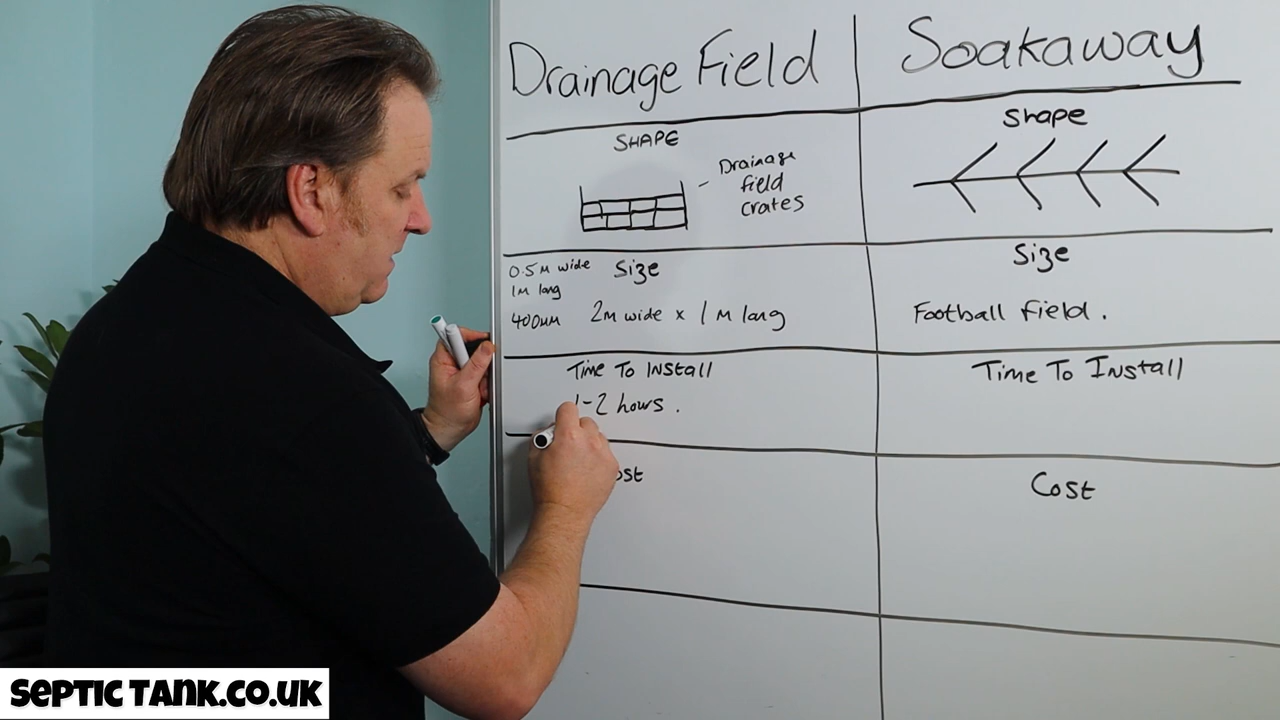 Drainage Field
Soakaway
SHAPE
Drainage
field
crates
Shape
0.5m wide
1m long
400mm
Size
2m wide x 1m long
Size
Football Field.
Time To Install
1-2 hours.
Time To Install
Cost
SEPTIC TANK.CO.UK